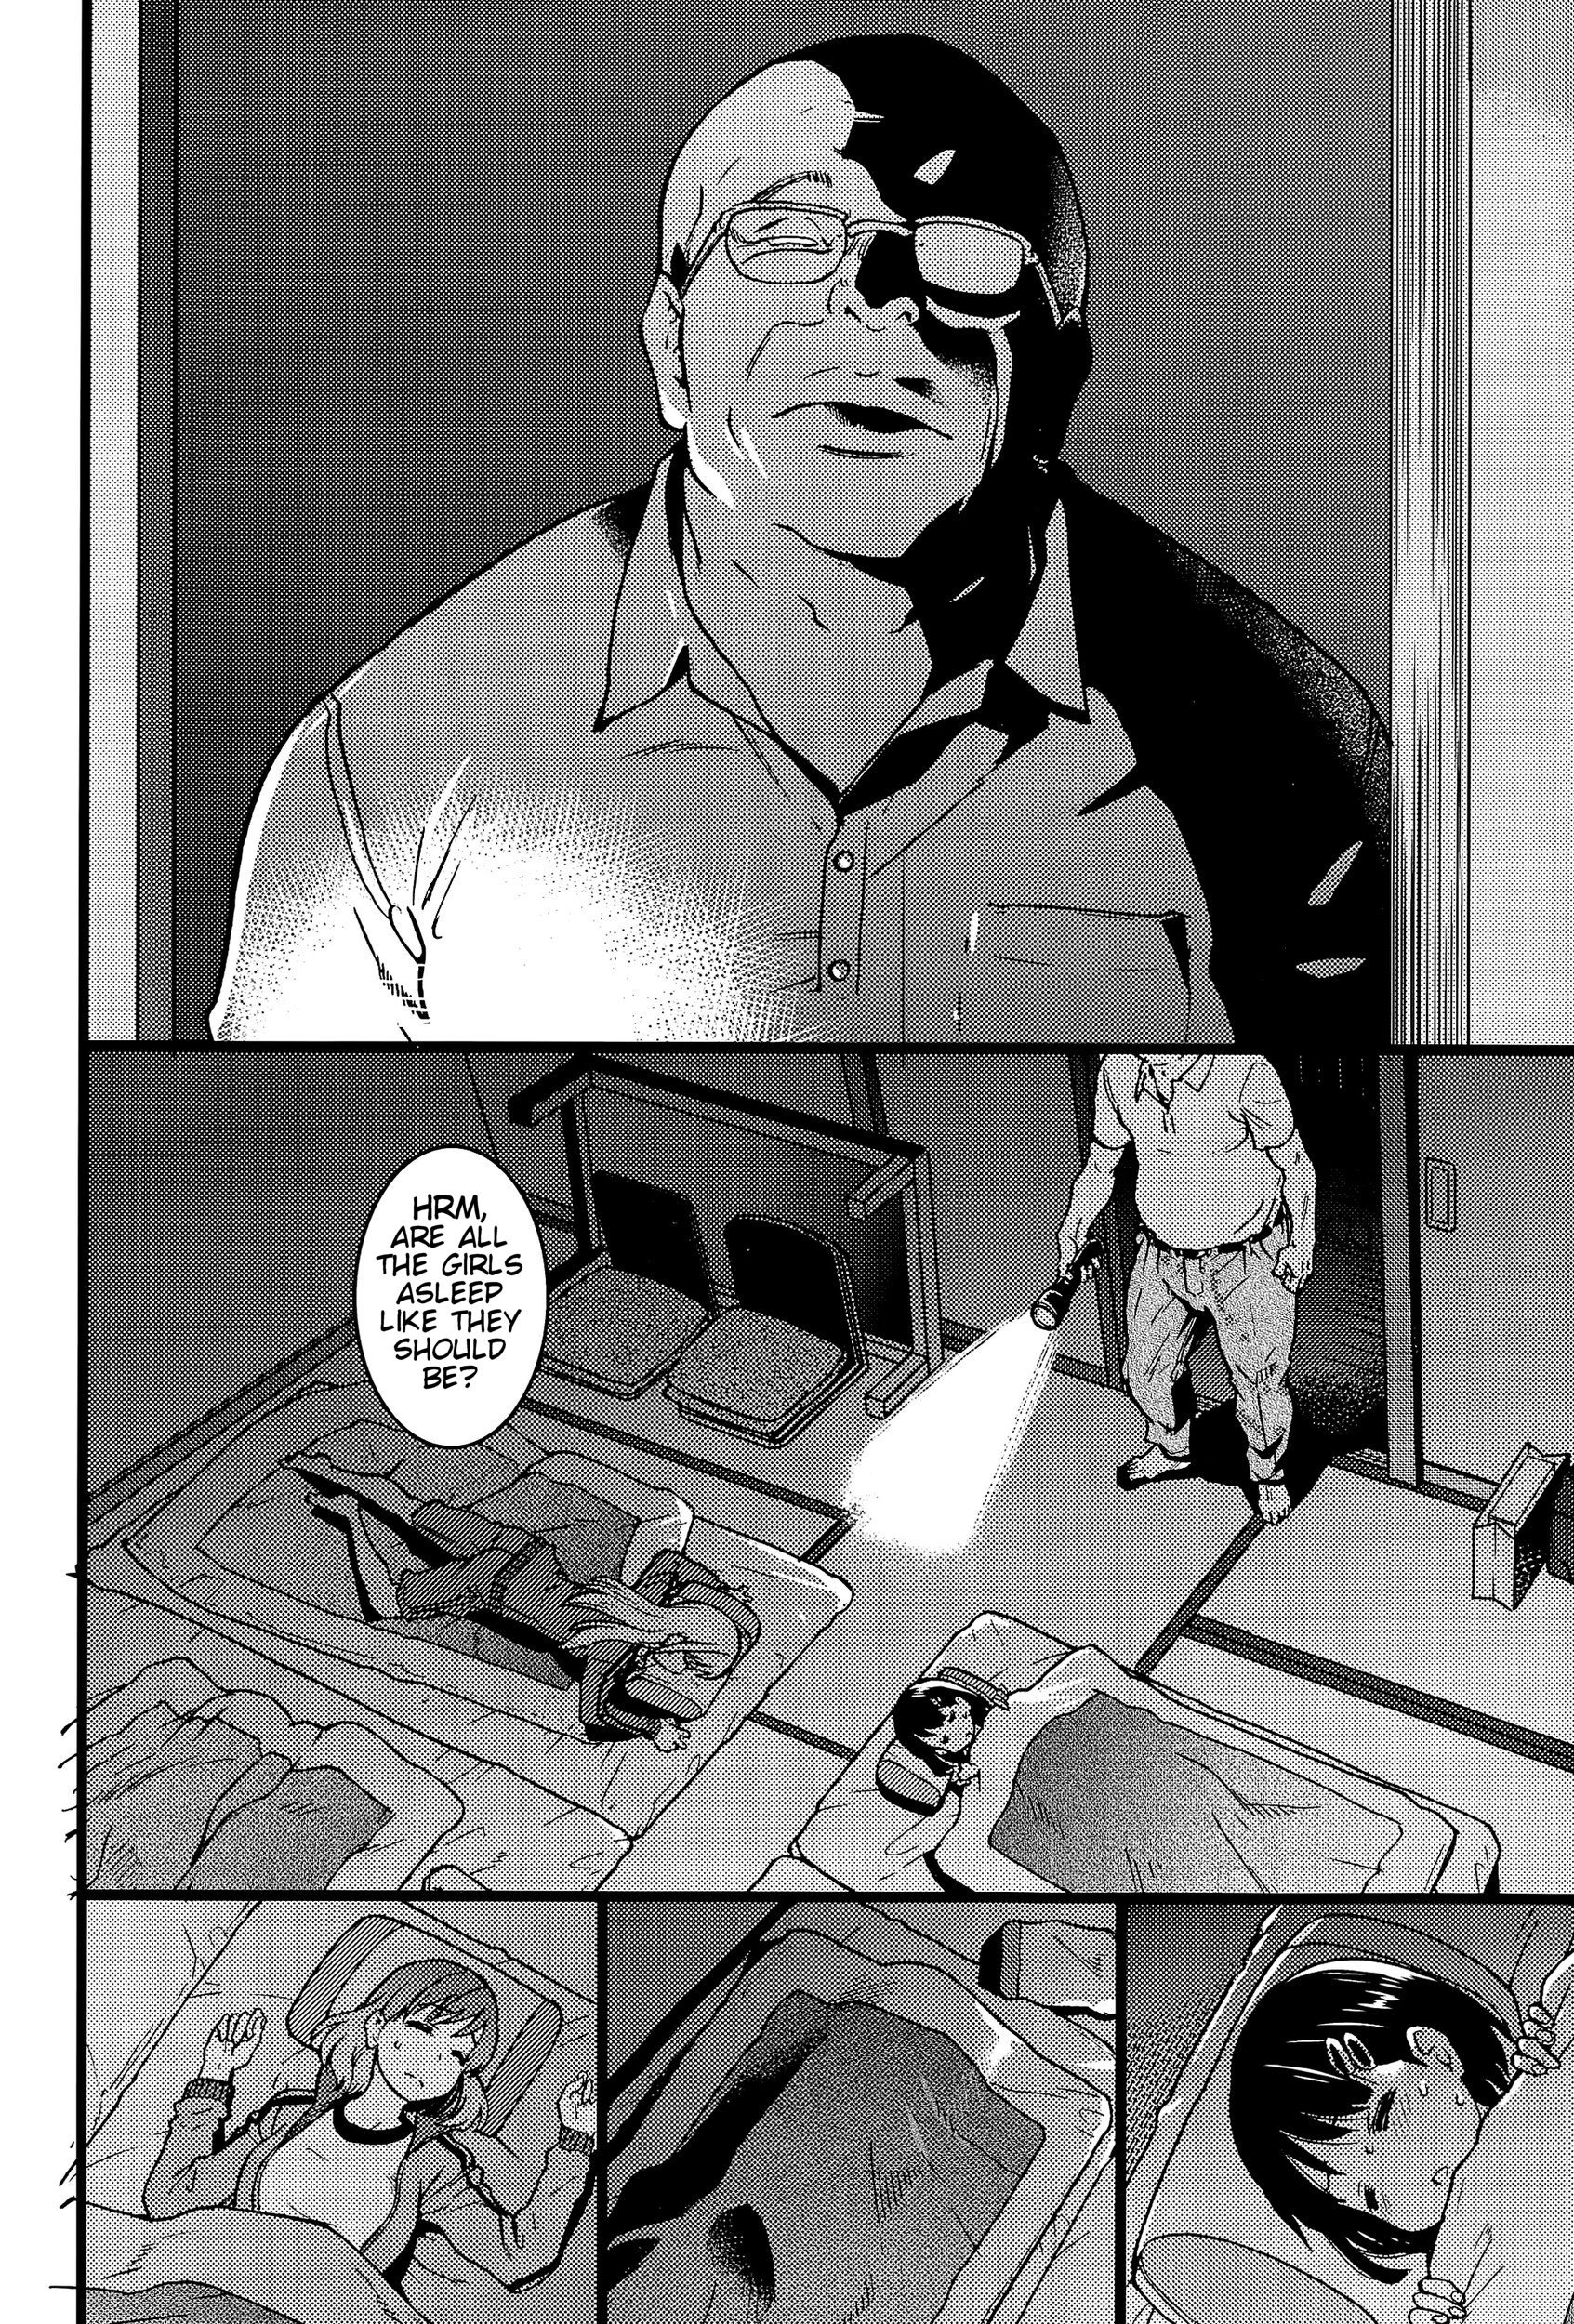 HRM,
ARE ALL
THE GIRLS
ASLEEP
LIKE THEY
SHOULD
BE?